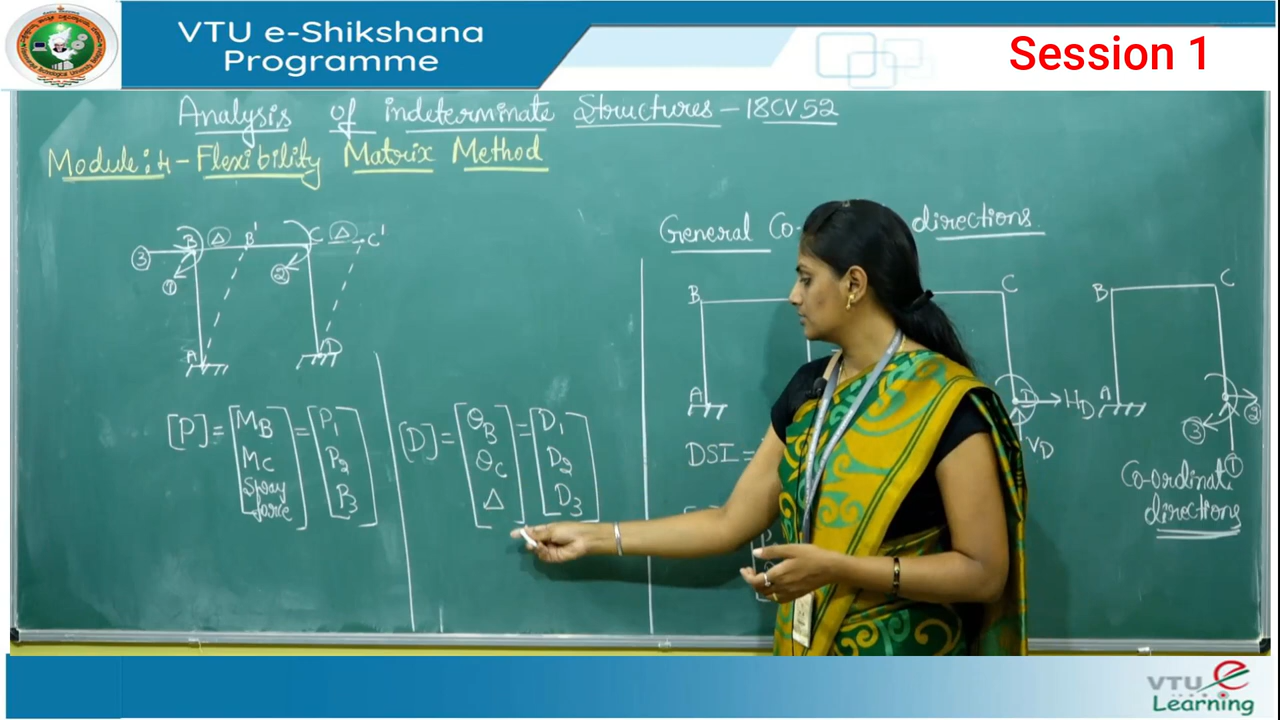 VTU e-Shikshana
Programme
Session 1
Analysis of indeterminate Structures - 18CV52
Module:4 - Flexibility Matrix Method
③ B Δ B' C Δ C'
① ②
A D
[P] = [MB = [P1
Mc P2
Sway P3
force]
[D] = [θB = [D1
θC D2
Δ] D3]
General Co- directions
B C
A D HD
VD
DSI =
B C
A ②
③ ①
Co-ordinate
directions
VTU e
Learning